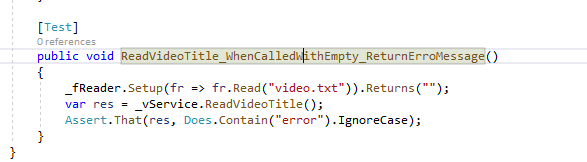 [Test]
0 references
public void ReadVideoTitle_WhenCalledWithEmpty_ReturnErroMessage()
{
_fReader.Setup(fr => fr.Read("video.txt")).Returns("");
var res = _vService.ReadVideoTitle();
Assert.That(res, Does.Contain("error").IgnoreCase);
}
}